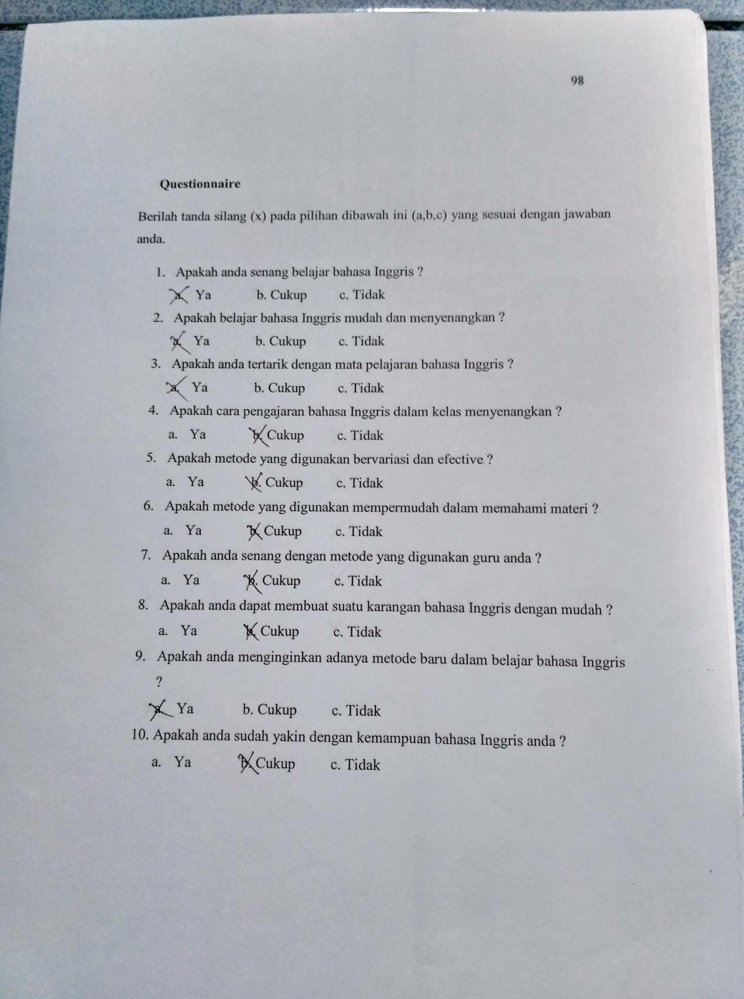 98
Questionnaire
Berilah tanda silang (x) pada pilihan dibawah ini (a,b,c) yang sesuai dengan jawaban
anda.
1. Apakah anda senang belajar bahasa Inggris ?
a. Ya b. Cukup c. Tidak
2. Apakah belajar bahasa Inggris mudah dan menyenangkan ?
a. Ya b. Cukup c. Tidak
3. Apakah anda tertarik dengan mata pelajaran bahasa Inggris ?
a. Ya b. Cukup c. Tidak
4. Apakah cara pengajaran bahasa Inggris dalam kelas menyenangkan ?
a. Ya b. Cukup c. Tidak
5. Apakah metode yang digunakan bervariasi dan efective ?
a. Ya b. Cukup c. Tidak
6. Apakah metode yang digunakan mempermudah dalam memahami materi ?
a. Ya b. Cukup c. Tidak
7. Apakah anda senang dengan metode yang digunakan guru anda ?
a. Ya b. Cukup c. Tidak
8. Apakah anda dapat membuat suatu karangan bahasa Inggris dengan mudah ?
a. Ya b. Cukup c. Tidak
9. Apakah anda menginginkan adanya metode baru dalam belajar bahasa Inggris
?
a. Ya b. Cukup c. Tidak
10. Apakah anda sudah yakin dengan kemampuan bahasa Inggris anda ?
a. Ya b. Cukup c. Tidak